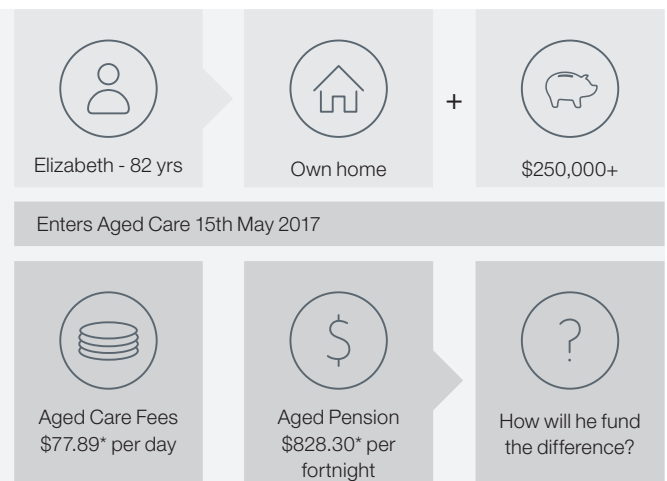 Elizabeth - 82 yrs
Own home
+
$250,000+
Enters Aged Care 15th May 2017
Aged Care Fees
$77.89* per day
$
Aged Pension
$828.30* per
fortnight
?
How will he fund
the difference?